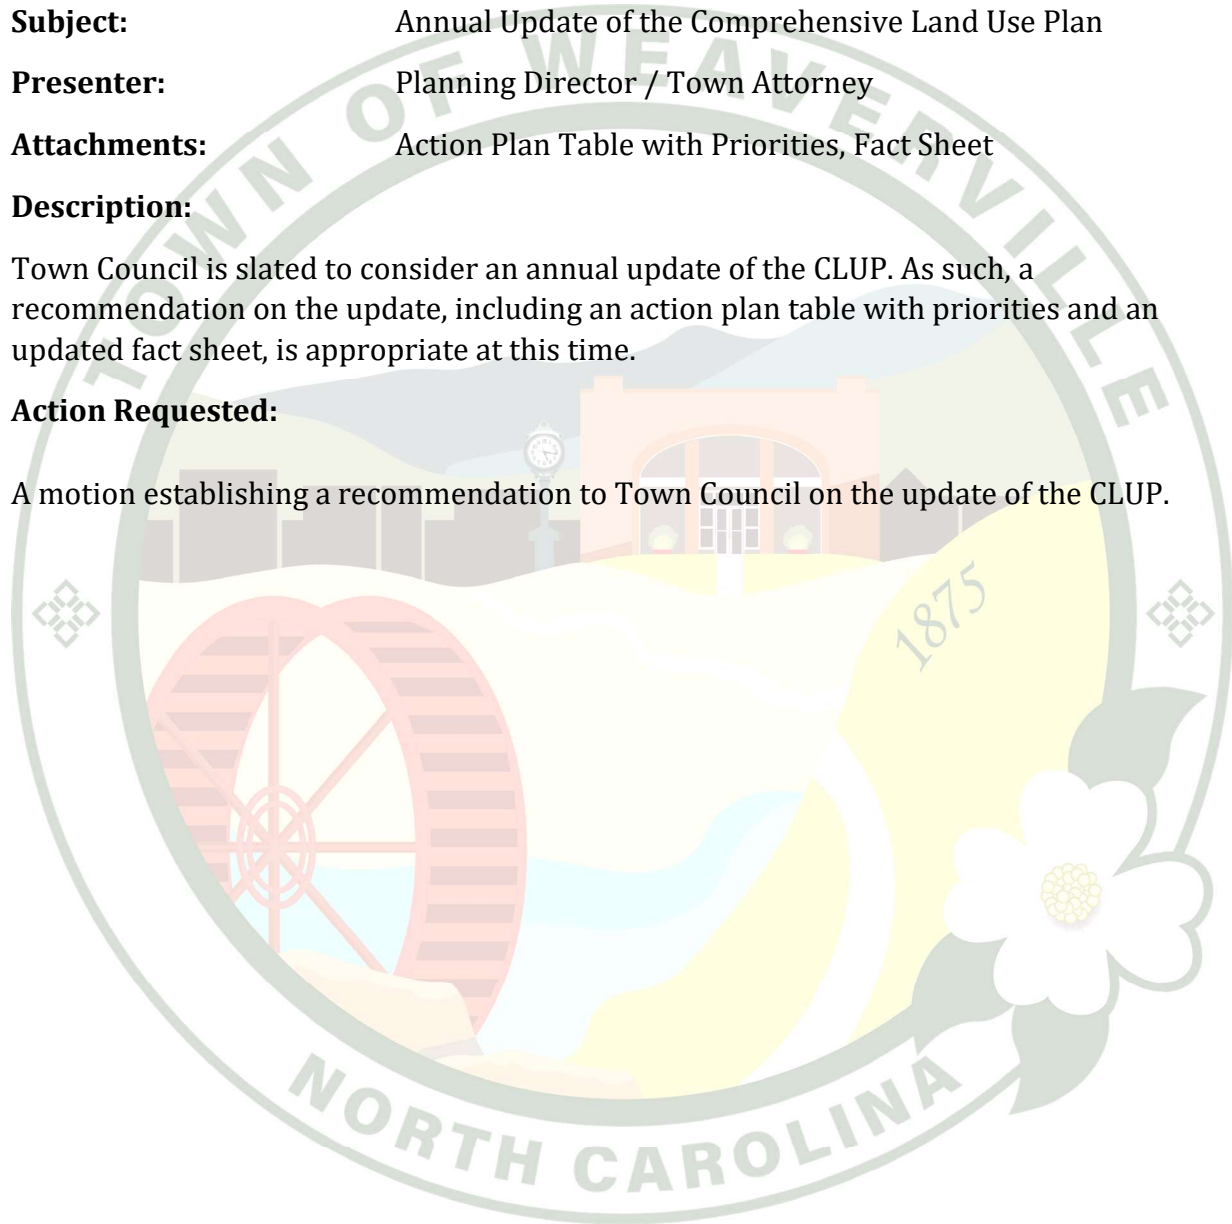 Subject: Annual Update of the Comprehensive Land Use Plan
Presenter: Planning Director / Town Attorney
Attachments: Action Plan Table with Priorities, Fact Sheet
Description:
Town Council is slated to consider an annual update of the CLUP. As such, a
recommendation on the update, including an action plan table with priorities and an
updated fact sheet, is appropriate at this time.
Action Requested:
A motion establishing a recommendation to Town Council on the update of the CLUP.
TOWN OF WEAVERVILLE
1875
NORTH CAROLINA